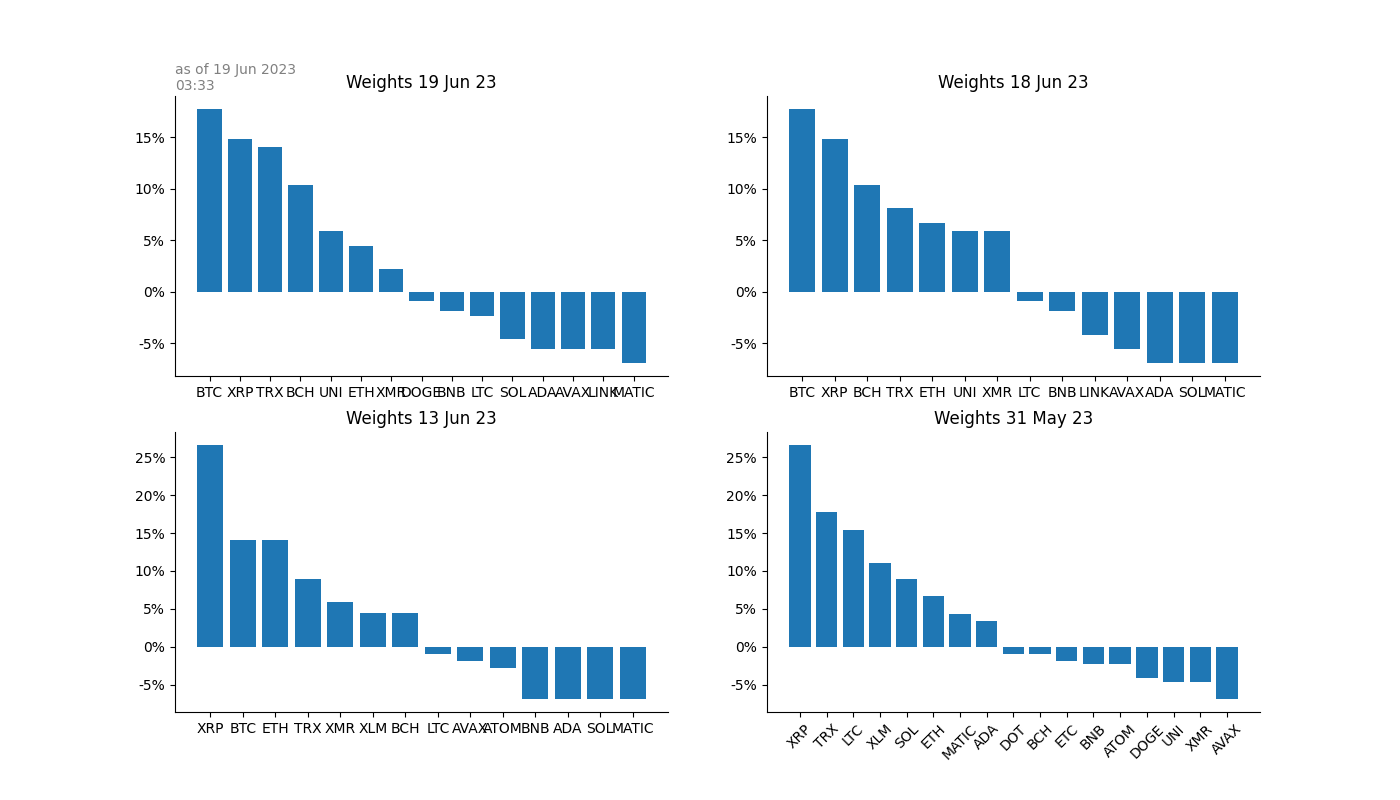 as of 19 Jun 2023
03:33
Weights 19 Jun 23
15%
10%
5%
0%
-5%
BTC XRP TRX BCH UNI ETH XMR DOGE BNB LTC SOL ADA AVAX LINK MATIC
Weights 18 Jun 23
15%
10%
5%
0%
-5%
BTC XRP BCH TRX ETH UNI XMR LTC BNB LINK AVAX ADA SOL MATIC
Weights 13 Jun 23
25%
20%
15%
10%
5%
0%
-5%
XRP BTC ETH TRX XMR XLM BCH LTC AVAX ATOM BNB ADA SOL MATIC
Weights 31 May 23
25%
20%
15%
10%
5%
0%
-5%
XRP TRX LTC XLM SOL ETH MATIC ADA DOT BCH ETC BNB ATOM DOGE UNI XMR AVAX